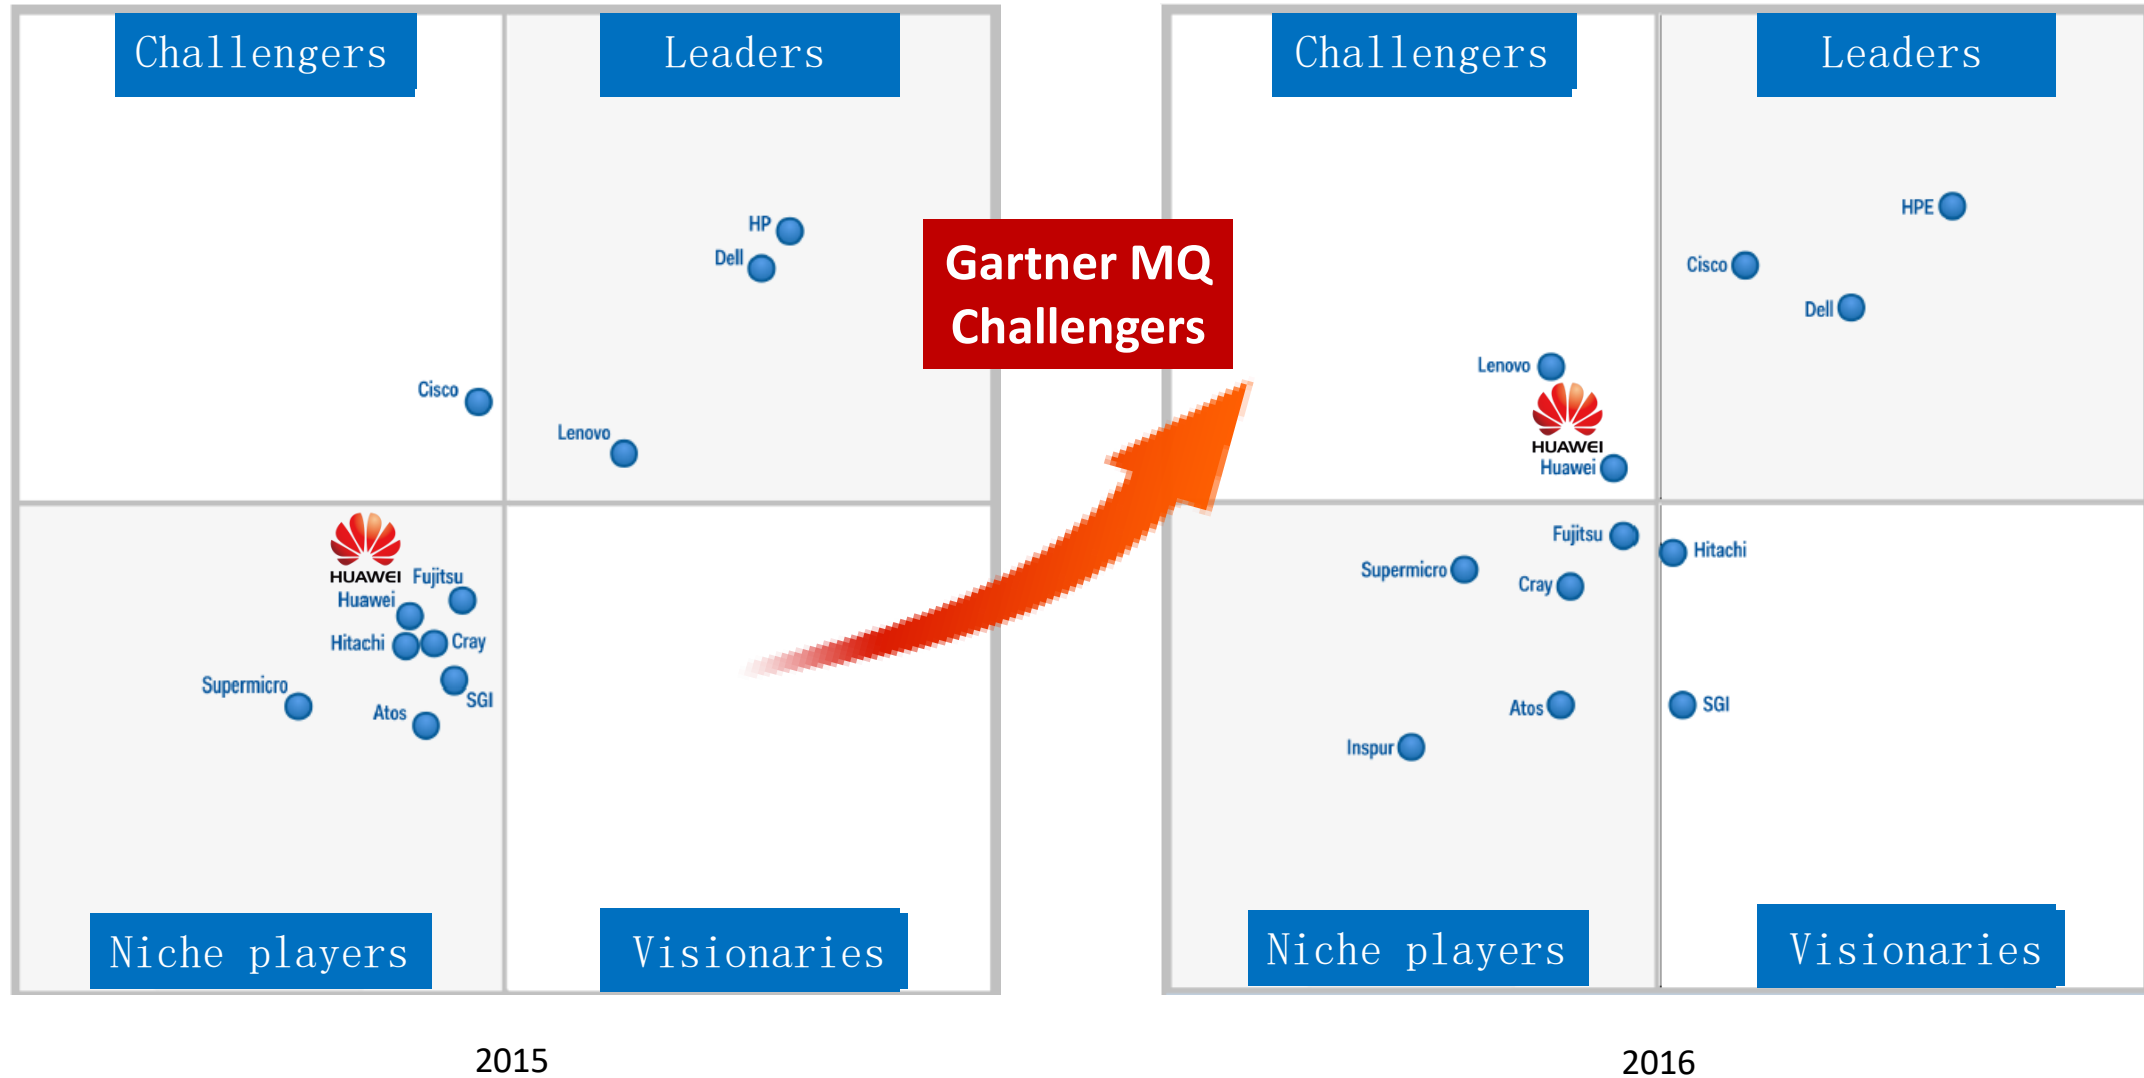 Challengers
Leaders
HP
Dell
Cisco
Lenovo
HUAWEI
Fujitsu
Huawei
Hitachi
Cray
SGI
Supermicro
Atos
Niche players
Visionaries
2015
Gartner MQ
Challengers
Challengers
Leaders
HPE
Cisco
Dell
Lenovo
HUAWEI
Huawei
Fujitsu
Hitachi
Supermicro
Cray
Atos
SGI
Inspur
Niche players
Visionaries
2016